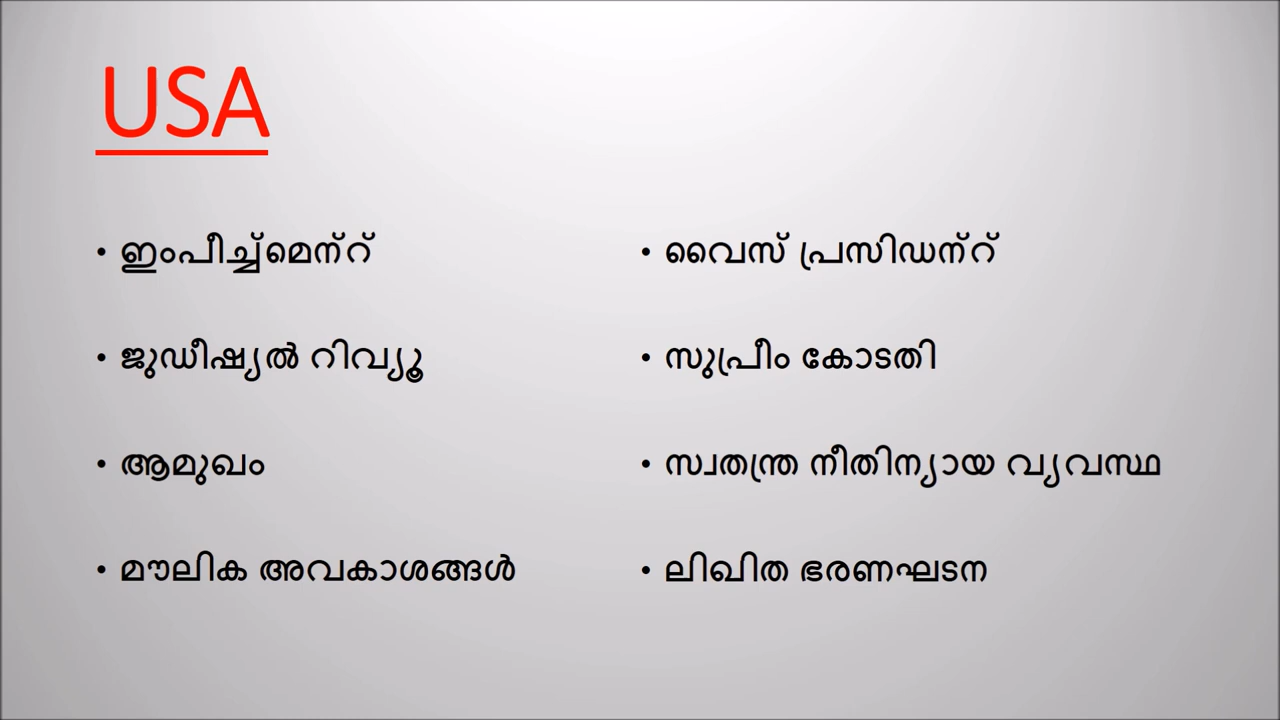 USA
• ഇംപീച്ച്മെന്റ്
• ജുഡീഷ്യൽ റിവ്യൂ
• ആമുഖം
• മൗലിക അവകാശങ്ങൾ
• വൈസ് പ്രസിഡന്റ്
• സുപ്രീം കോടതി
• സ്വതന്ത്ര നീതിന്യായ വ്യവസ്ഥ
• ലിഖിത ഭരണഘടന